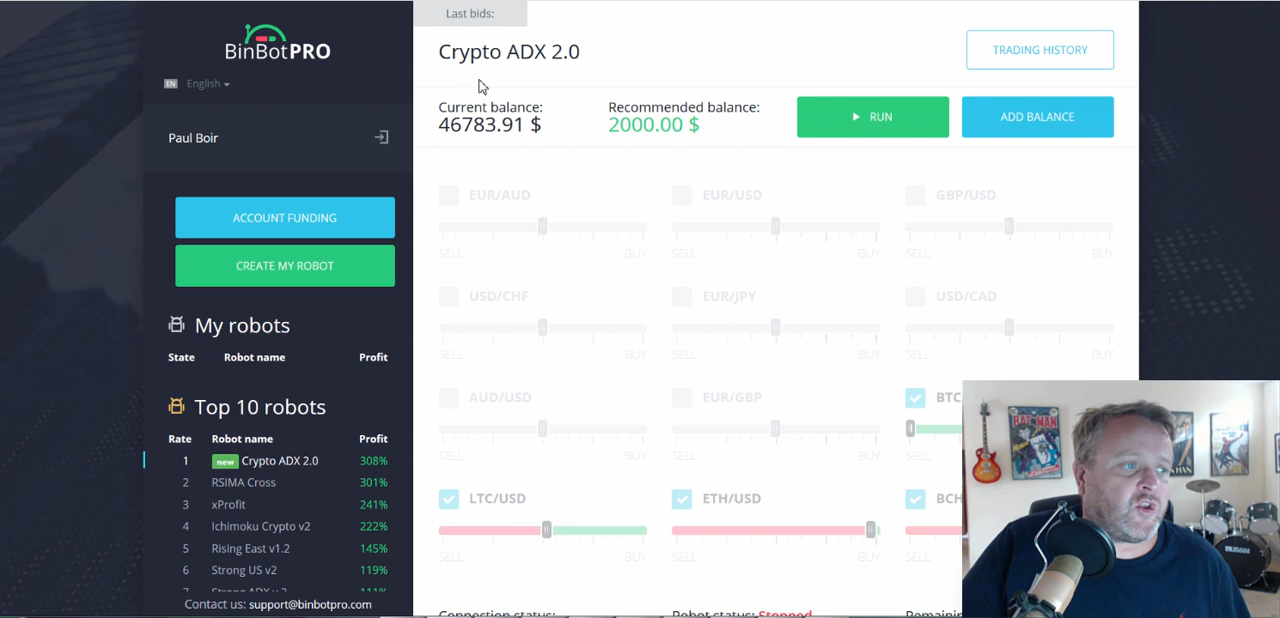 BinBotPRO
EN English
Paul Boir
ACCOUNT FUNDING
CREATE MY ROBOT
My robots
State Robot name Profit
Top 10 robots
Rate Robot name Profit
1 new Crypto ADX 2.0 308%
2 RSIMA Cross 301%
3 xProfit 241%
4 Ichimoku Crypto v2 222%
5 Rising East v1.2 145%
6 Strong US v2 119%
Contact us: support@binbotpro.com
Last bids:
Crypto ADX 2.0
TRADING HISTORY
Current balance:
46783.91 $
Recommended balance:
2000.00 $
RUN
ADD BALANCE
EUR/AUD EUR/USD GBP/USD
SELL BUY SELL BUY SELL BUY
USD/CHF EUR/JPY USD/CAD
SELL BUY SELL BUY SELL BUY
AUD/USD EUR/GBP BTC
SELL BUY SELL BUY SELL
LTC/USD ETH/USD BCH
SELL BUY SELL BUY SELL
Connection status: Robot status: Stopped Remainin
BATMAN